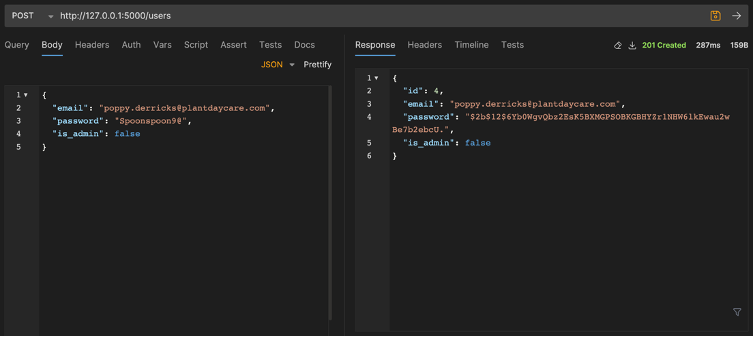 POST http://127.0.0.1:5000/users
Query Body Headers Auth Vars Script Assert Tests Docs
JSON Prettify
1 {
2 "email": "poppy.derricks@plantdaycare.com",
3 "password": "Spoonspoon9@",
4 "is_admin": false
5 }
Response Headers Timeline Tests 201 Created 287ms 159B
1 {
2 "id": 4,
3 "email": "poppy.derricks@plantdaycare.com",
4 "password": "$2b$12$6Yb0WgvQbz2EsK5BXMGPSOBKGBHYZr1NHW6lkEwau2w
Be7b2ebcU.",
5 "is_admin": false
6 }